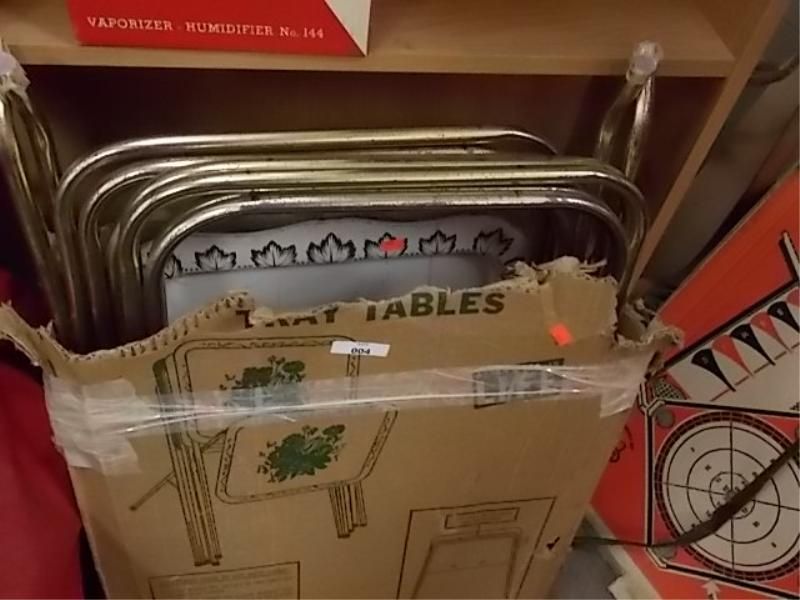 VAPORIZER - HUMIDIFIER No. 144
TRAY TABLES
004